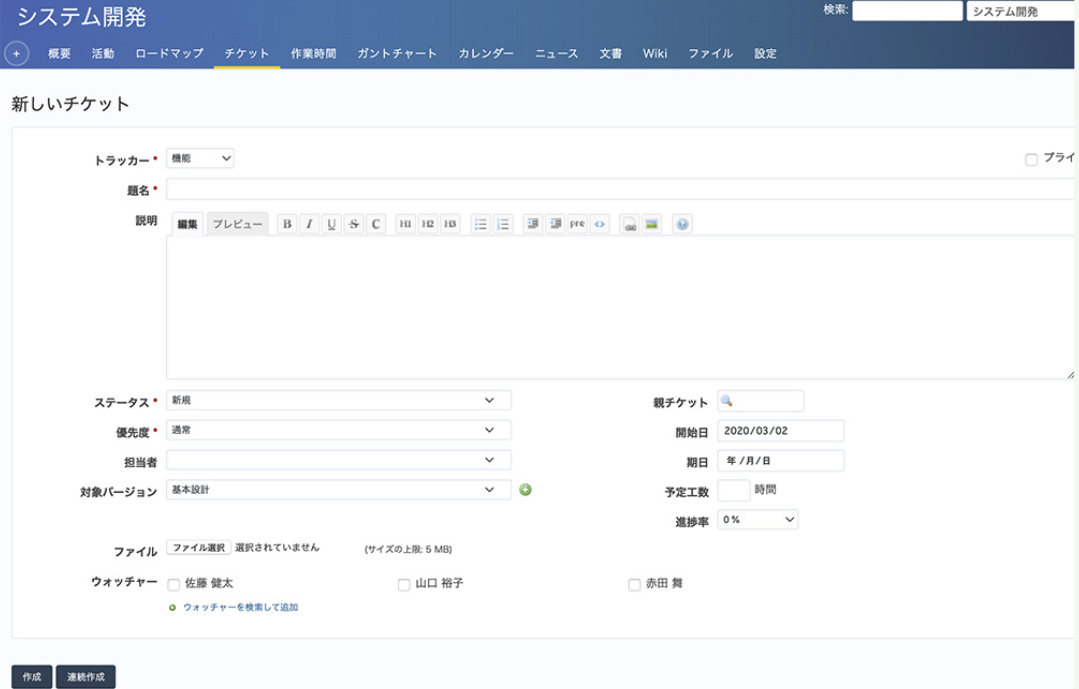 システム開発
検索:
システム開発
+ 概要 活動 ロードマップ チケット 作業時間 ガントチャート カレンダー ニュース 文書 Wiki ファイル 設定
新しいチケット
トラッカー * 機能
プライ
題名 *
説明 編集 プレビュー B I U S C H1 H2 H3 pre <>
ステータス * 新規
親チケット
優先度 * 通常
開始日 2020/03/02
担当者
期日 年 /月/日
対象バージョン 基本設計
予定工数 時間
進捗率 0 %
ファイル ファイル選択 選択されていません (サイズの上限: 5 MB)
ウォッチャー 佐藤 健太 山口 裕子 赤田 舞
ウォッチャーを検索して追加
作成 連続作成